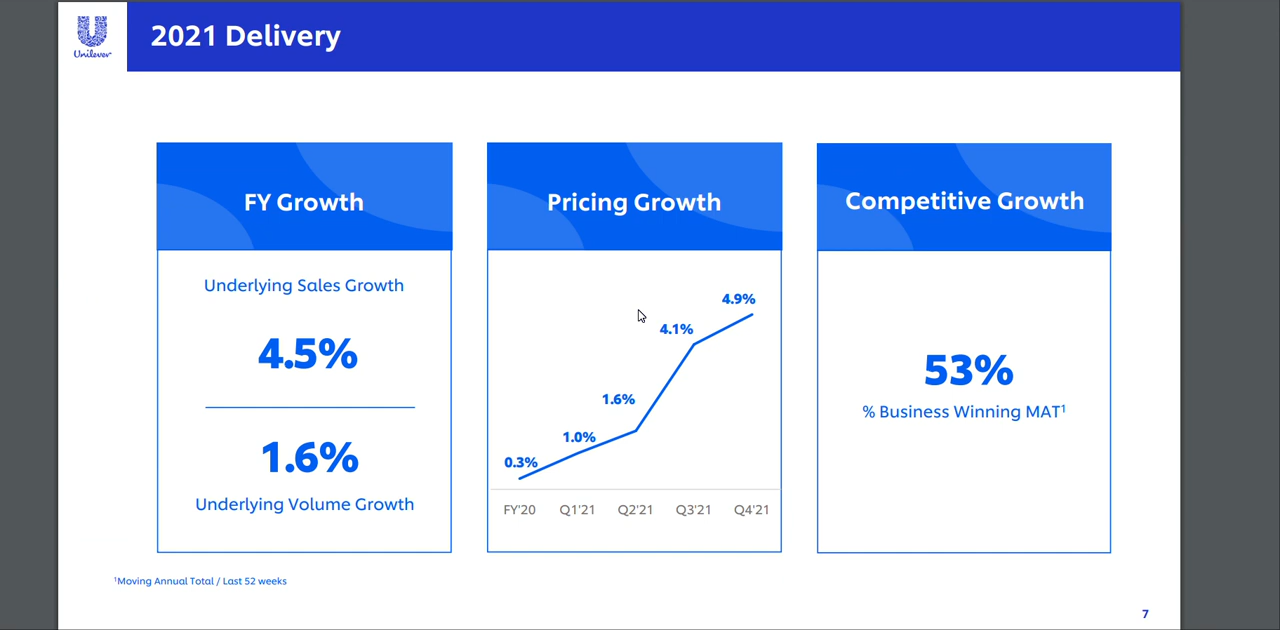 Unilever
2021 Delivery
FY Growth
Underlying Sales Growth
4.5%
1.6%
Underlying Volume Growth
Pricing Growth
4.9%
4.1%
1.6%
1.0%
0.3%
FY'20 Q1'21 Q2'21 Q3'21 Q4'21
Competitive Growth
53%
% Business Winning MAT¹
¹Moving Annual Total / Last 52 weeks
7